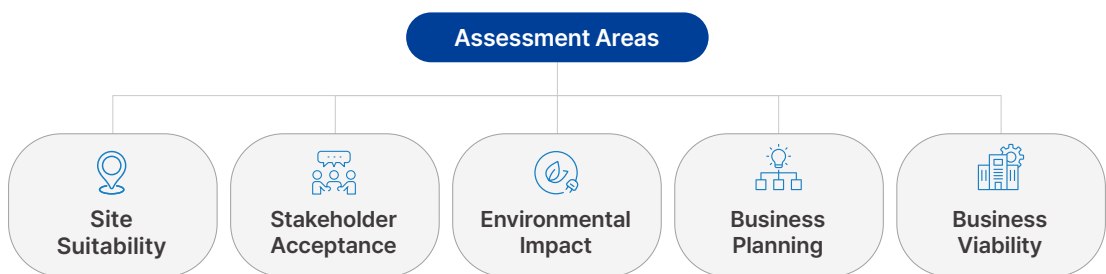 Assessment Areas
Site
Suitability
Stakeholder
Acceptance
Environmental
Impact
Business
Planning
Business
Viability